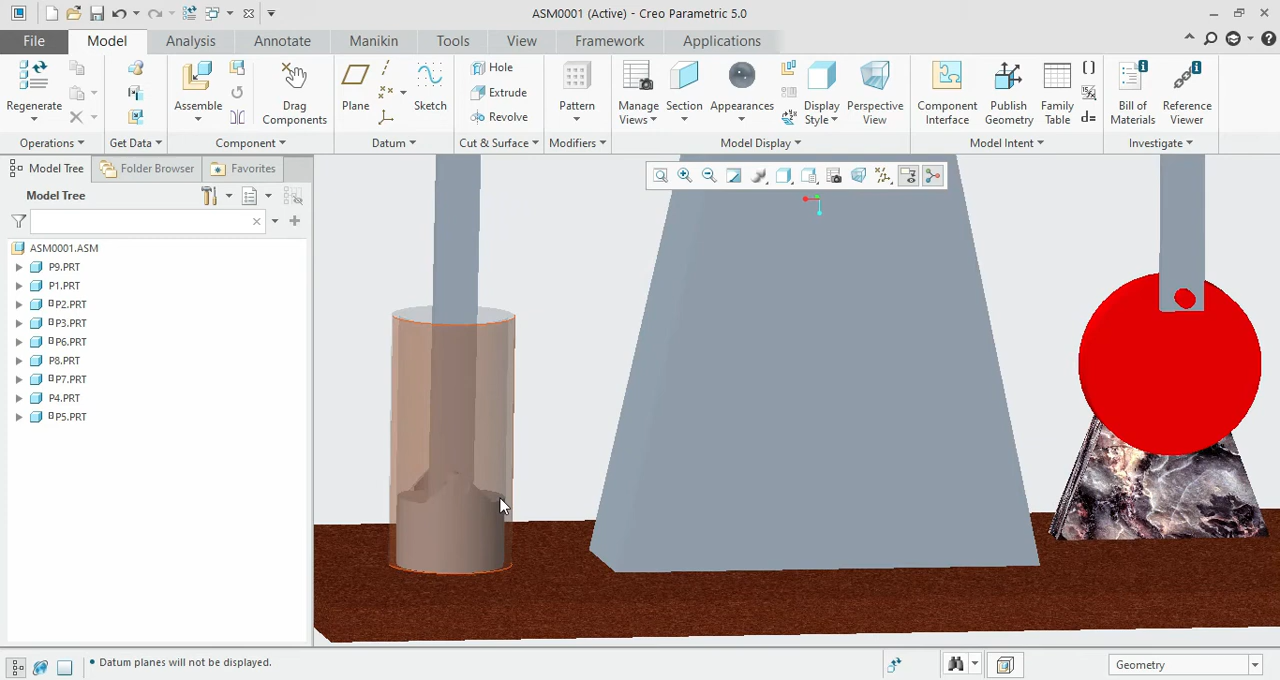 ASM0001 (Active) - Creo Parametric 5.0
File Model Analysis Annotate Manikin Tools View Framework Applications
Regenerate
Assemble
Drag Components
Plane
Sketch
Hole
Extrude
Revolve
Pattern
Manage Views
Section
Appearances
Display Style
Perspective View
Component Interface
Publish Geometry
Family Table
d=
Bill of Materials
Reference Viewer
Operations Get Data Component Datum Cut & Surface Modifiers Model Display Model Intent Investigate
Model Tree Folder Browser Favorites
Model Tree
ASM0001.ASM
P9.PRT
P1.PRT
P2.PRT
P3.PRT
P6.PRT
P8.PRT
P7.PRT
P4.PRT
P5.PRT
• Datum planes will not be displayed.
Geometry